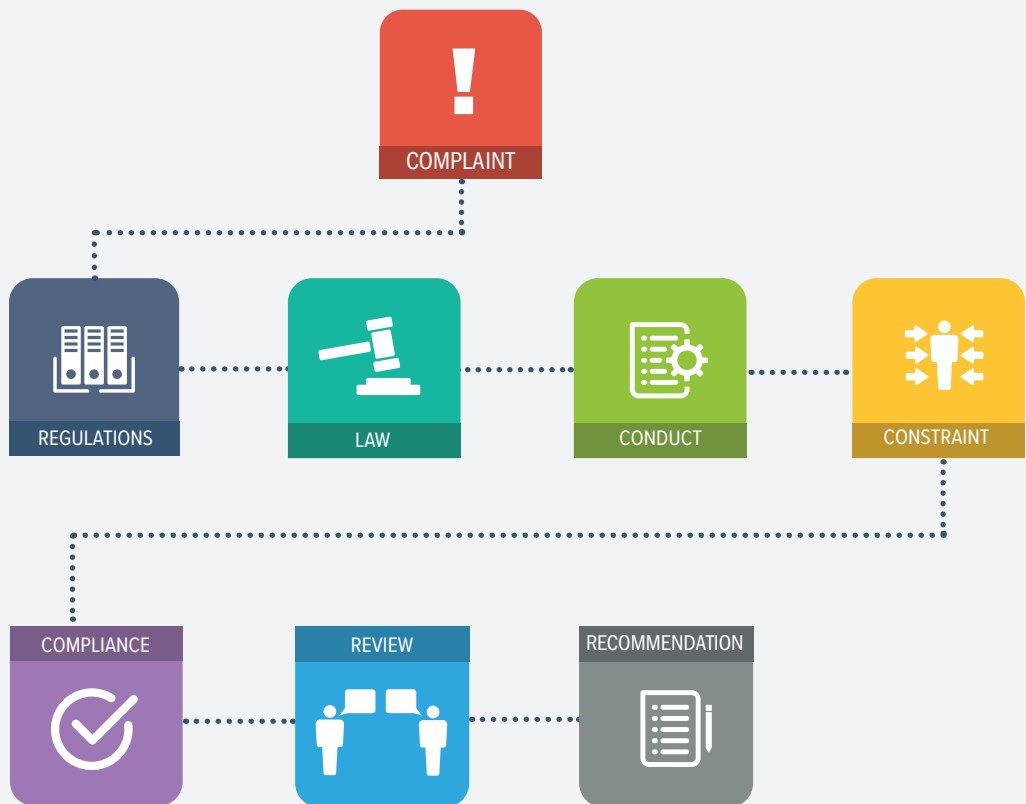 COMPLAINT
REGULATIONS
LAW
CONDUCT
CONSTRAINT
COMPLIANCE
REVIEW
RECOMMENDATION